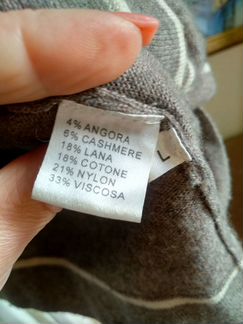 4% ANGORA
6% CASHMERE
18% LANA
18% COTONE
21% NYLON
33% VISCOSA
L